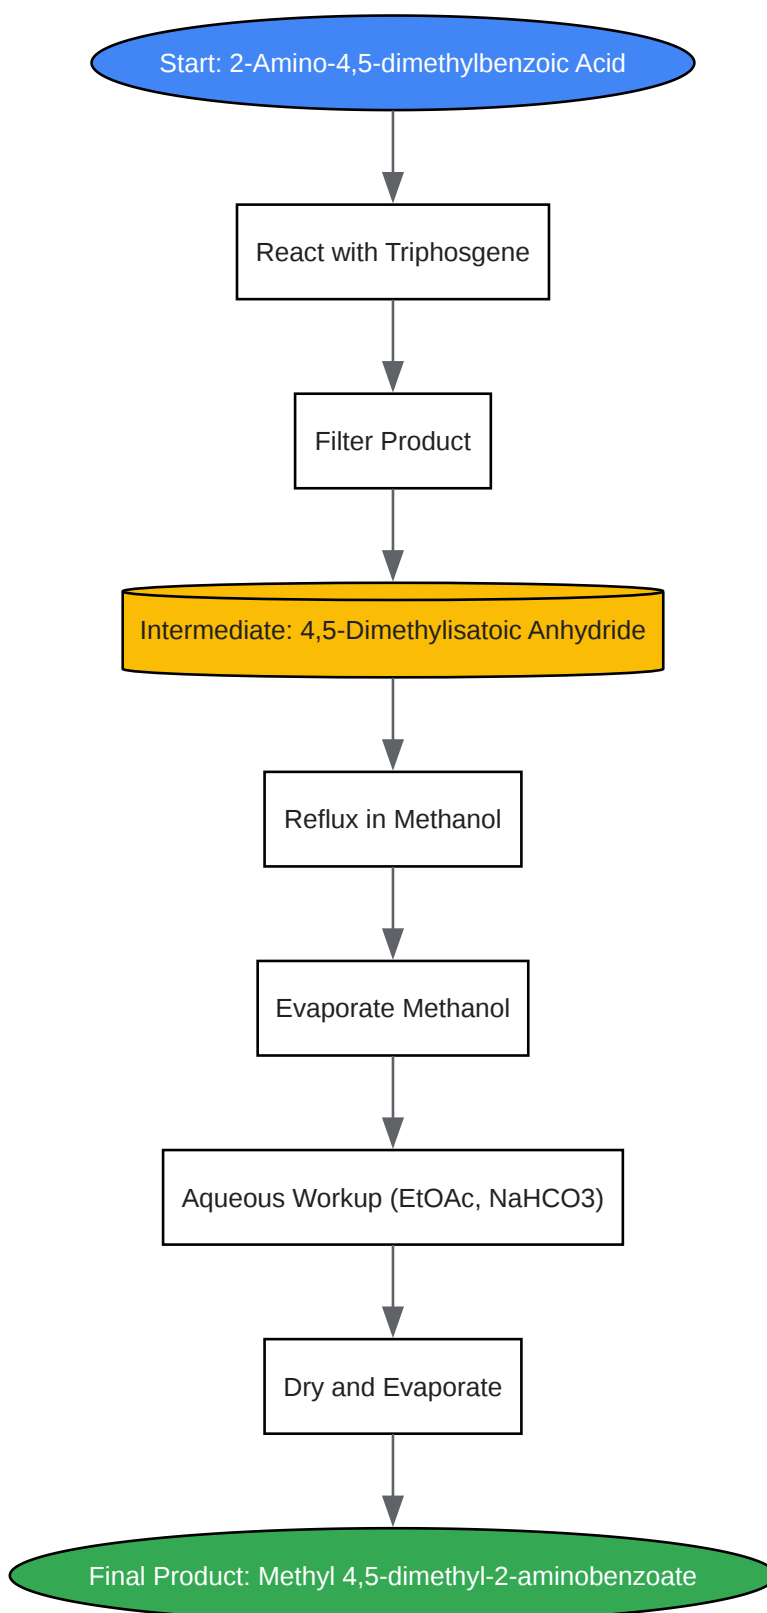 Start: 2-Amino-4,5-dimethylbenzoic Acid
React with Triphosgene
Filter Product
Intermediate: 4,5-Dimethylisatoic Anhydride
Reflux in Methanol
Evaporate Methanol
Aqueous Workup (EtOAc, NaHCO3)
Dry and Evaporate
Final Product: Methyl 4,5-dimethyl-2-aminobenzoate